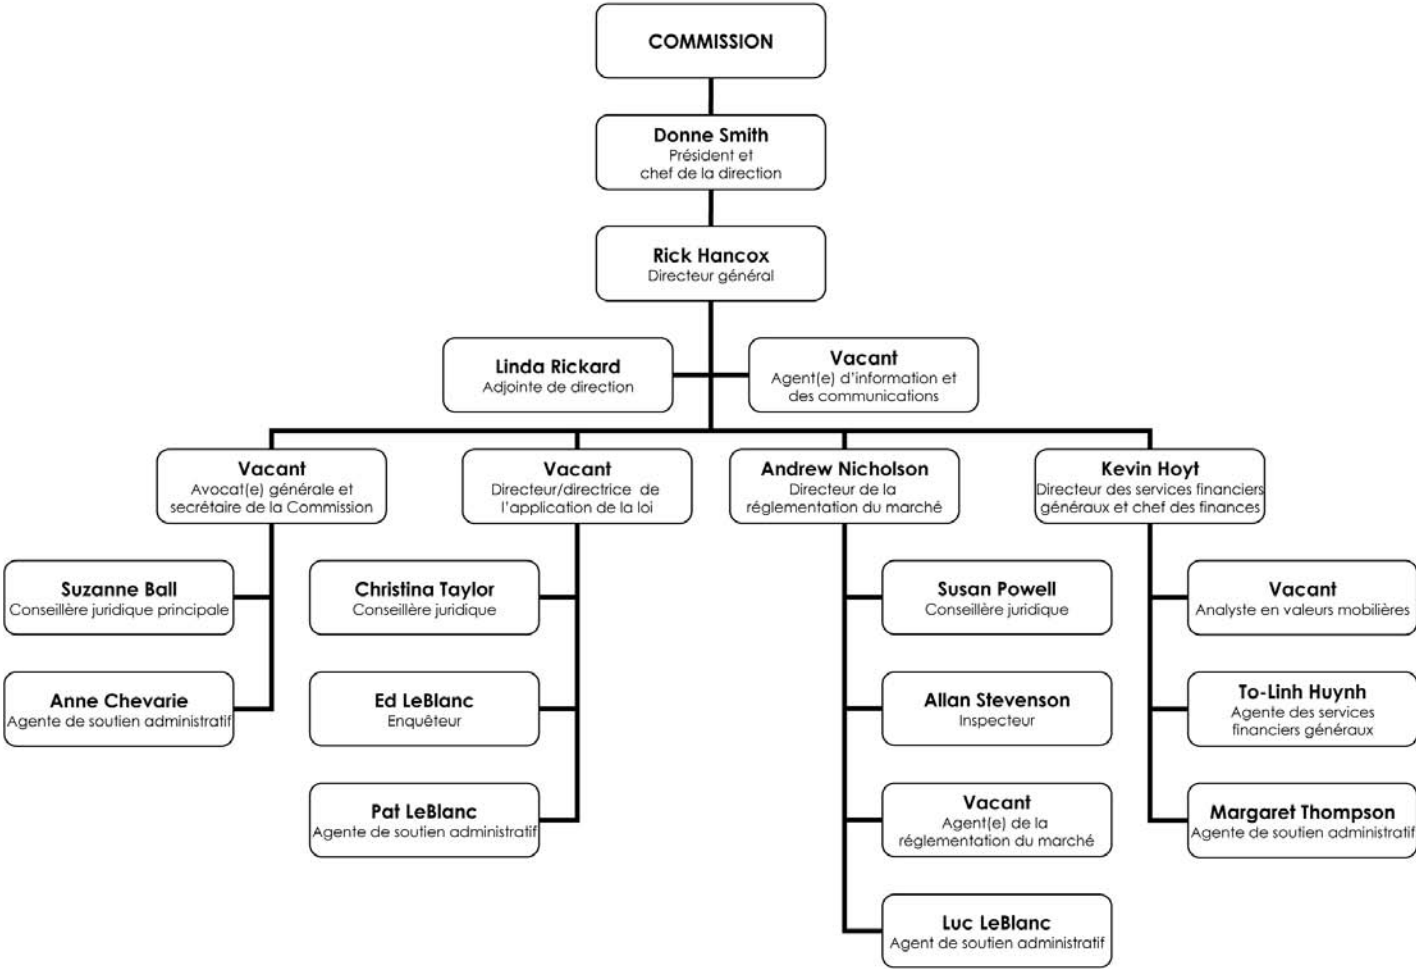 COMMISSION
Donne Smith
Président et
chef de la direction
Rick Hancox
Directeur général
Linda Rickard
Adjointe de direction
Vacant
Agent(e) d'information et
des communications
Vacant
Avocat(e) générale et
secrétaire de la Commission
Vacant
Directeur/directrice de
l'application de la loi
Andrew Nicholson
Directeur de la
réglementation du marché
Kevin Hoyt
Directeur des services financiers
généraux et chef des finances
Suzanne Ball
Conseillère juridique principale
Anne Chevarie
Agente de soutien administratif
Christina Taylor
Conseillère juridique
Ed LeBlanc
Enquêteur
Pat LeBlanc
Agente de soutien administratif
Susan Powell
Conseillère juridique
Allan Stevenson
Inspecteur
Vacant
Agent(e) de la
réglementation du marché
Luc LeBlanc
Agent de soutien administratif
Vacant
Analyste en valeurs mobilières
To-Linh Huynh
Agente des services
financiers généraux
Margaret Thompson
Agente de soutien administratif